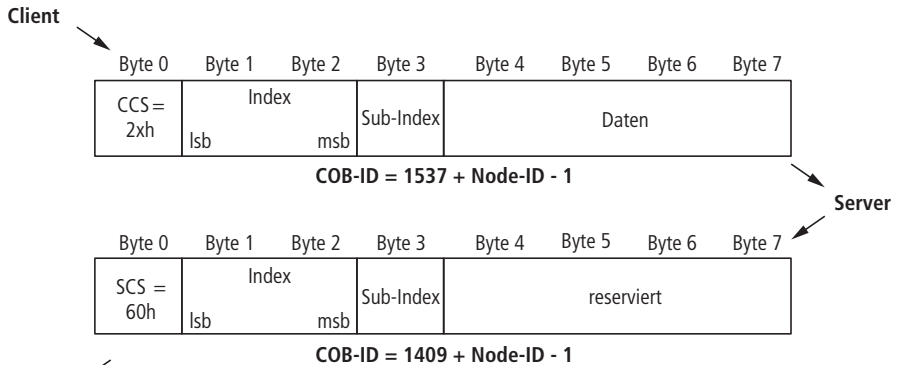 Client
Byte 0 Byte 1 Byte 2 Byte 3 Byte 4 Byte 5 Byte 6 Byte 7
CCS =
2xh
Index
lsb msb
Sub-Index
Daten
COB-ID = 1537 + Node-ID - 1
Server
Byte 0 Byte 1 Byte 2 Byte 3 Byte 4 Byte 5 Byte 6 Byte 7
SCS =
60h
Index
lsb msb
Sub-Index
reserviert
COB-ID = 1409 + Node-ID - 1